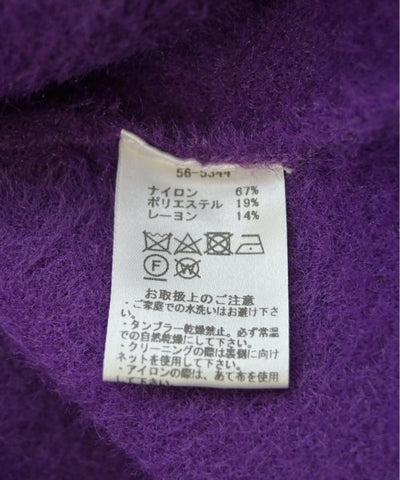 56-5344
ナイロン 67%
ポリエステル 19%
レーヨン 14%
F W
お取扱上のご注意
・ご家庭での水洗いはお避け下さい。
・タンブラー乾燥禁止。必ず常温
での自然乾燥にして下さい。
・クリーニングの際は裏側に向け
ネットを使用して下さい。
・アイロンの際は、あて布を使用
して下さい。